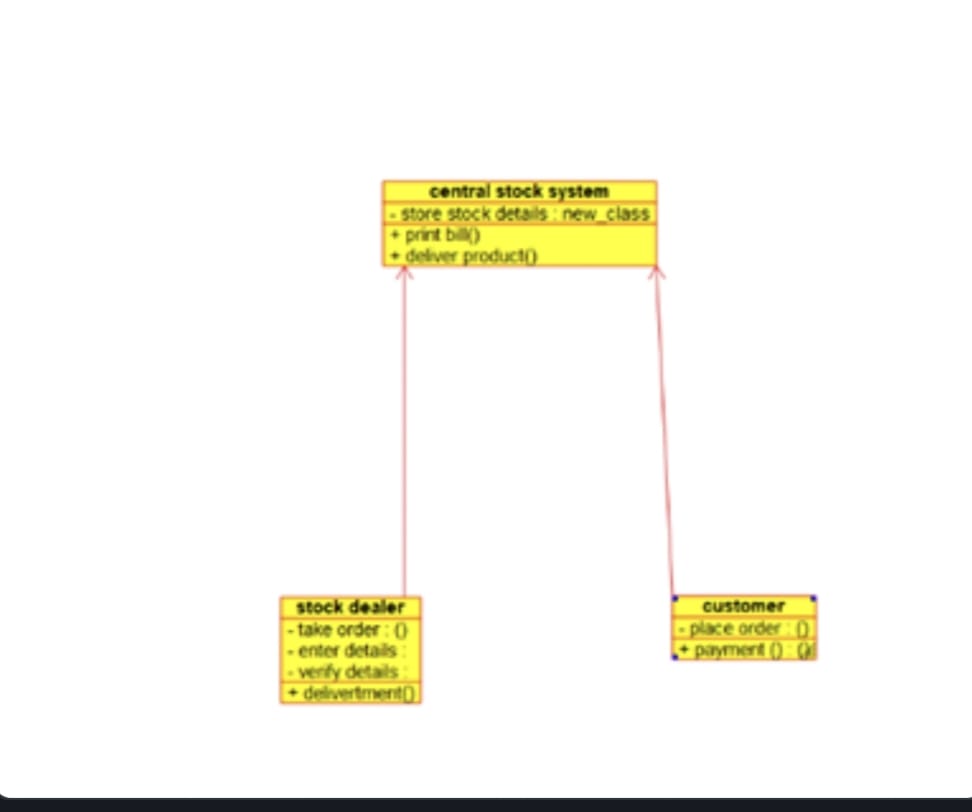 central stock system
- store stock details : new_class
+ print bill()
+ deliver product()
stock dealer
- take order : ()
- enter details :
- verify details :
+ delivertment()
customer
- place order : ()
+ payment () : ()